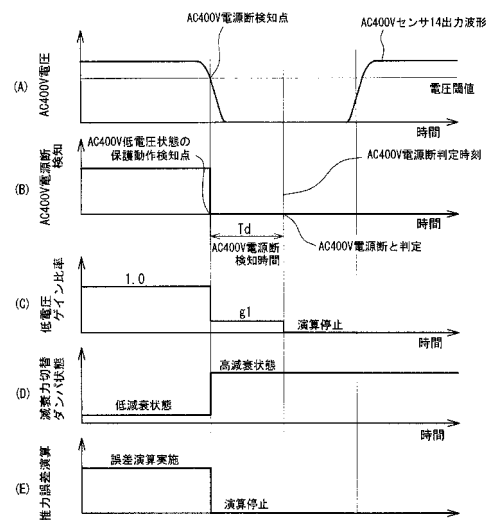 AC400V電源断検知点
AC400Vセンサ14出力波形
(A)
AC400V電圧
電圧閾値
時間
AC400V低電圧状態の
保護動作検知点
(B)
AC400V電源断
検知
AC400V電源断判定時刻
時間
Td
AC400V電源断
検知時間
AC400V電源断と判定
(C)
低電圧
ゲイン比率
1.0
g1
演算停止
時間
(D)
減衰力切替
ダンパ状態
高減衰状態
低減衰状態
時間
(E)
推力誤差演算
誤差演算実施
演算停止
時間